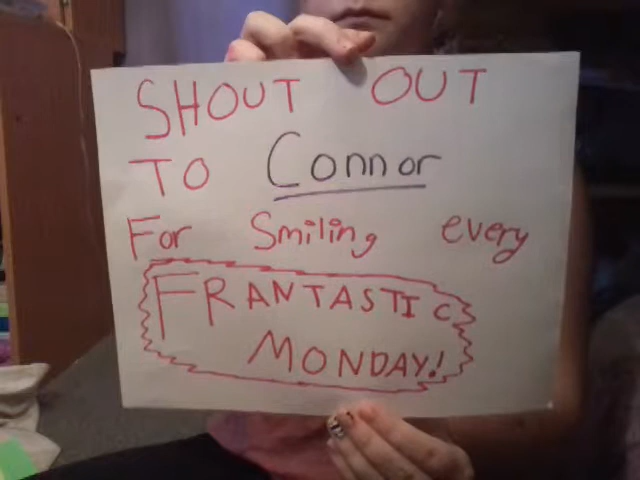 SHOUT OUT
TO Connor
For Smiling every
FRANTASTIC
MONDAY!